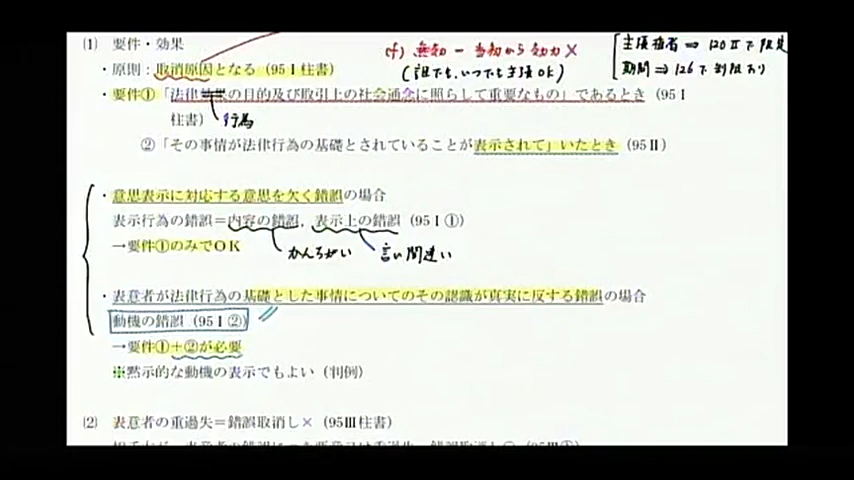 (1) 要件・効果
cf) 無効 — 当初から効力×
(誰でも、いつでも主張OK)
主張権者 ⇒ 120Ⅱで限定
期間 ⇒ 126で制限あり
・原則：取消原因となる（95Ⅰ柱書）
・要件①「法律効果の目的及び取引上の社会通念に照らして重要なもの」であるとき（95Ⅰ
柱書）
行為
②「その事情が法律行為の基礎とされていることが表示されて」いたとき（95Ⅱ）
・意思表示に対応する意思を欠く錯誤の場合
表示行為の錯誤＝内容の錯誤，表示上の錯誤（95Ⅰ①）
→要件①のみでＯＫ
かんちがい
言い間違い
・表意者が法律行為の基礎とした事情についてのその認識が真実に反する錯誤の場合
動機の錯誤（95Ⅰ②）
→要件①＋②が必要
※黙示的な動機の表示でもよい（判例）
(2) 表意者の重過失＝錯誤取消し×（95Ⅲ柱書）